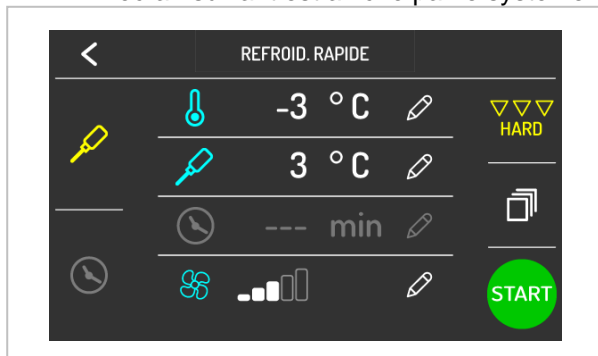 REFROID. RAPIDE
-3 °C
HARD
3 °C
--- min
START